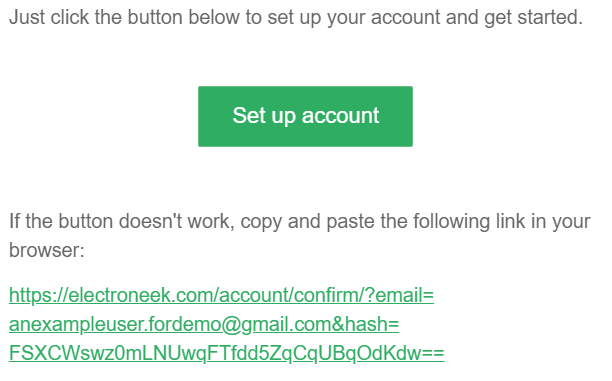 Just click the button below to set up your account and get started.
Set up account
If the button doesn't work, copy and paste the following link in your
browser:
https://electroneek.com/account/confirm/?email=
anexampleuser.fordemo@gmail.com&hash=
FSXCWswz0mLNUwqFTfdd5ZqCqUBqOdKdw==